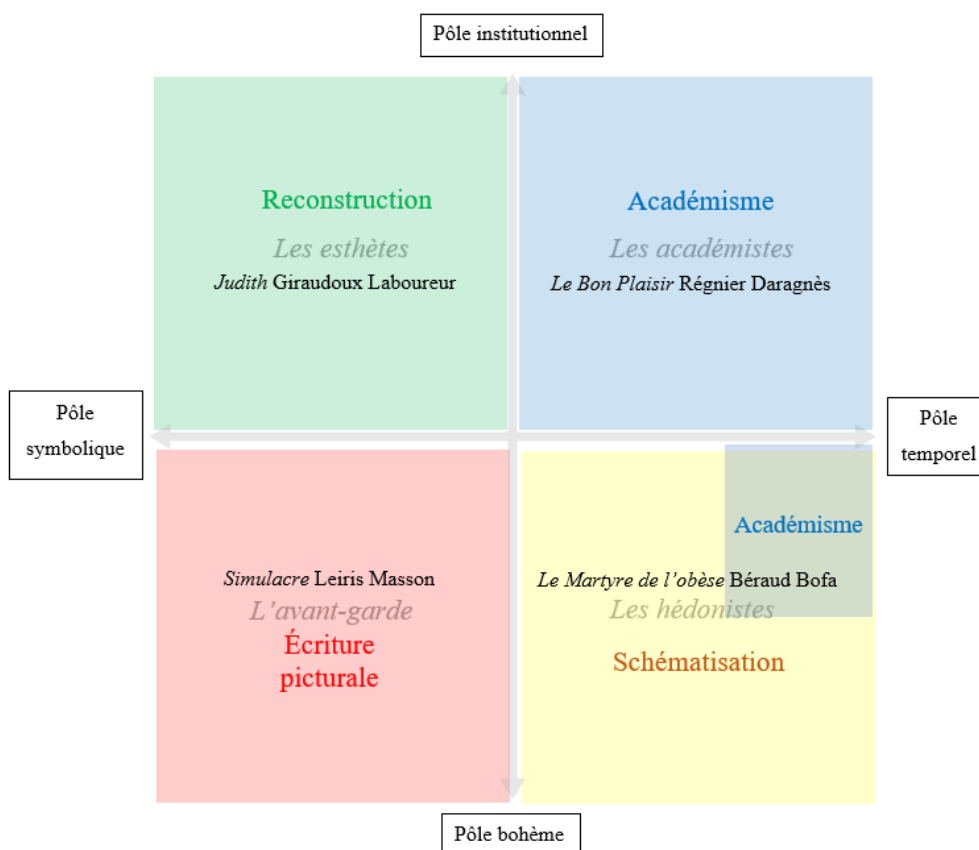 Pôle institutionnel
Reconstruction
Les esthètes
Judith Giraudoux Laboureur
Académisme
Les académistes
Le Bon Plaisir Régnier Daragnès
Pôle
symbolique
Pôle
temporel
Simulacre Leiris Masson
L’avant-garde
Écriture
picturale
Académisme
Le Martyre de l’obèse Béraud Bofa
Les hédonistes
Schématisation
Pôle bohème